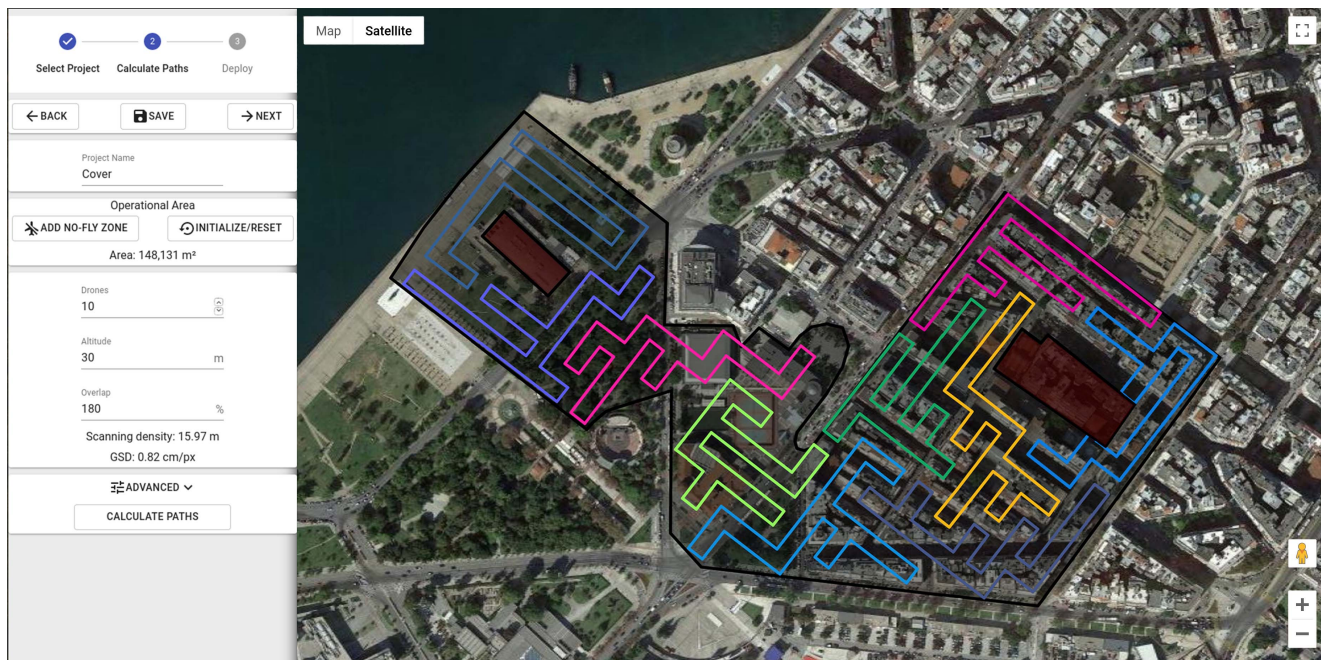 2
3
Select Project
Calculate Paths
Deploy
BACK
SAVE
NEXT
Project Name
Cover
Operational Area
ADD NO-FLY ZONE
INITIALIZE/RESET
Area: 148,131 m²
Drones
10
Altitude
30 m
Overlap
180 %
Scanning density: 15.97 m
GSD: 0.82 cm/px
ADVANCED
CALCULATE PATHS
Map
Satellite